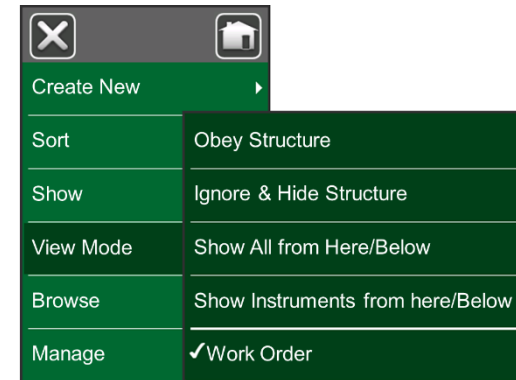 Create New
Sort
Obey Structure
Show
Ignore & Hide Structure
View Mode
Show All from Here/Below
Browse
Show Instruments from here/Below
Manage
✓Work Order